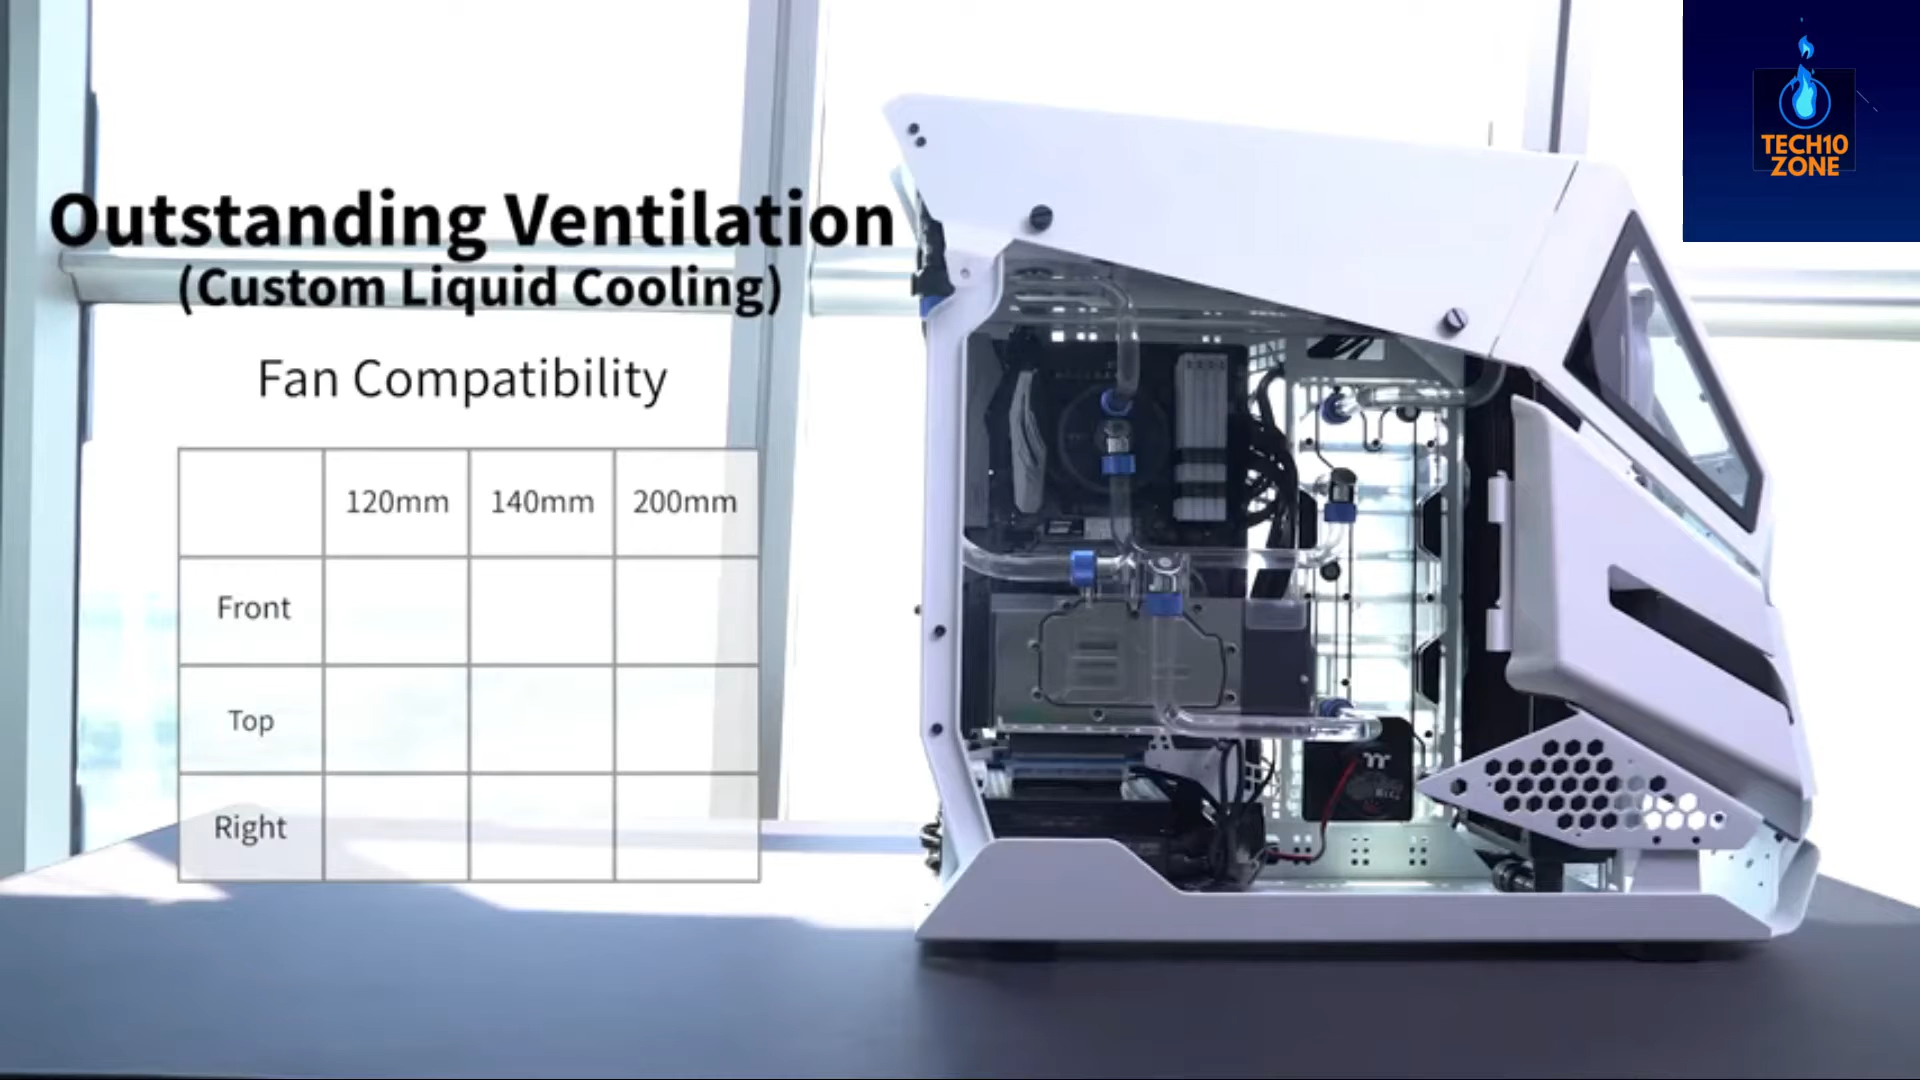 TECH10
ZONE
Outstanding Ventilation
(Custom Liquid Cooling)
Fan Compatibility
120mm 140mm 200mm
Front
Top
Right